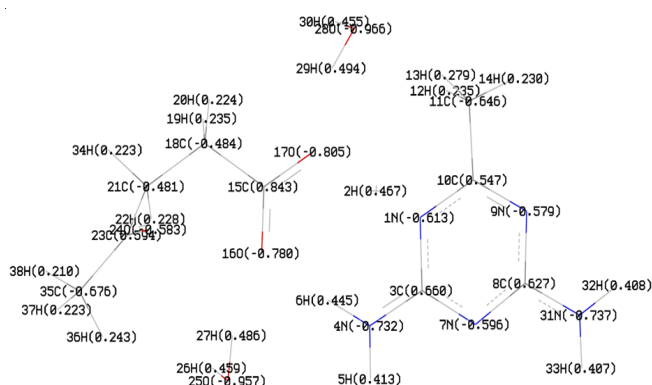 30H(0.455)
28O(-0.966)
29H(0.494)
13H(0.279)
14H(0.230)
12H(0.235)
11C(-0.646)
20H(0.224)
19H(0.235)
18C(-0.484)
34H(0.223)
17O(-0.805)
21C(-0.481)
15C(0.843)
2H(0.467)
10C(0.547)
1N(-0.613)
9N(-0.579)
22H(0.228)
24O(-0.583)
23C(0.594)
16O(-0.780)
38H(0.210)
35C(-0.676)
37H(0.223)
36H(0.243)
3C(0.660)
8C(0.627)
32H(0.408)
6H(0.445)
4N(-0.732)
7N(-0.596)
31N(-0.737)
27H(0.486)
26H(0.459)
25O(-0.957)
5H(0.413)
33H(0.407)